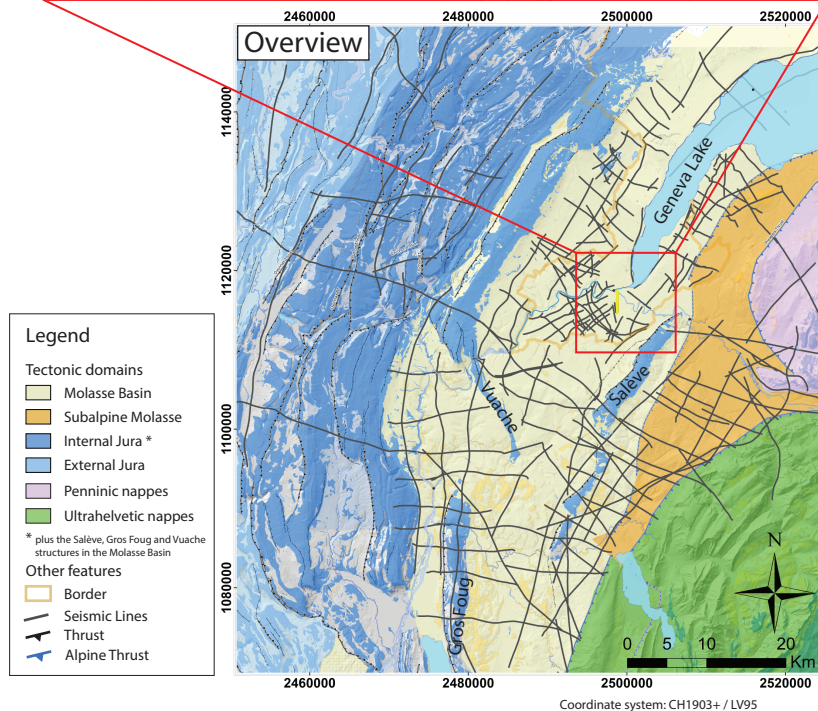 2460000
2480000
2500000
2520000
Overview
1140000
1120000
1100000
1080000
Geneva Lake
Vuache
Salève
Gros Foug
N
0 5 10 20
Km
2460000
2480000
2500000
2520000
Coordinate system: CH1903+ / LV95
Legend
Tectonic domains
Molasse Basin
Subalpine Molasse
Internal Jura *
External Jura
Penninic nappes
Ultrahelvetic nappes
* plus the Salève, Gros Foug and Vuache
structures in the Molasse Basin
Other features
Border
Seismic Lines
Thrust
Alpine Thrust